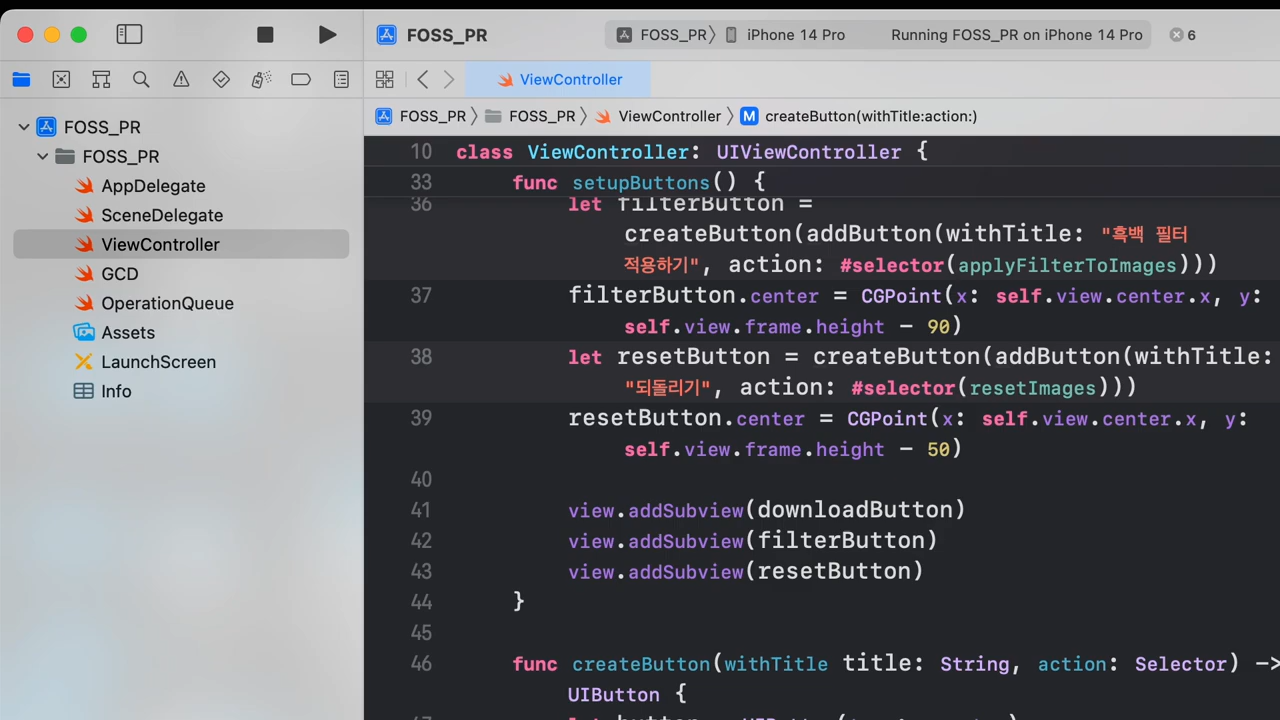 FOSS_PR
FOSS_PR〉 iPhone 14 Pro
Running FOSS_PR on iPhone 14 Pro
6
ViewController
FOSS_PR 〉 FOSS_PR 〉 ViewController 〉 M createButton(withTitle:action:)
FOSS_PR
FOSS_PR
AppDelegate
SceneDelegate
ViewController
GCD
OperationQueue
Assets
LaunchScreen
Info
10 class ViewController: UIViewController {
33 func setupButtons() {
36 let filterButton =
createButton(addButton(withTitle: "흑백 필터
적용하기", action: #selector(applyFilterToImages)))
37 filterButton.center = CGPoint(x: self.view.center.x, y:
self.view.frame.height - 90)
38 let resetButton = createButton(addButton(withTitle:
"되돌리기", action: #selector(resetImages)))
39 resetButton.center = CGPoint(x: self.view.center.x, y:
self.view.frame.height - 50)
40
41 view.addSubview(downloadButton)
42 view.addSubview(filterButton)
43 view.addSubview(resetButton)
44 }
45
46 func createButton(withTitle title: String, action: Selector) ->
UIButton {